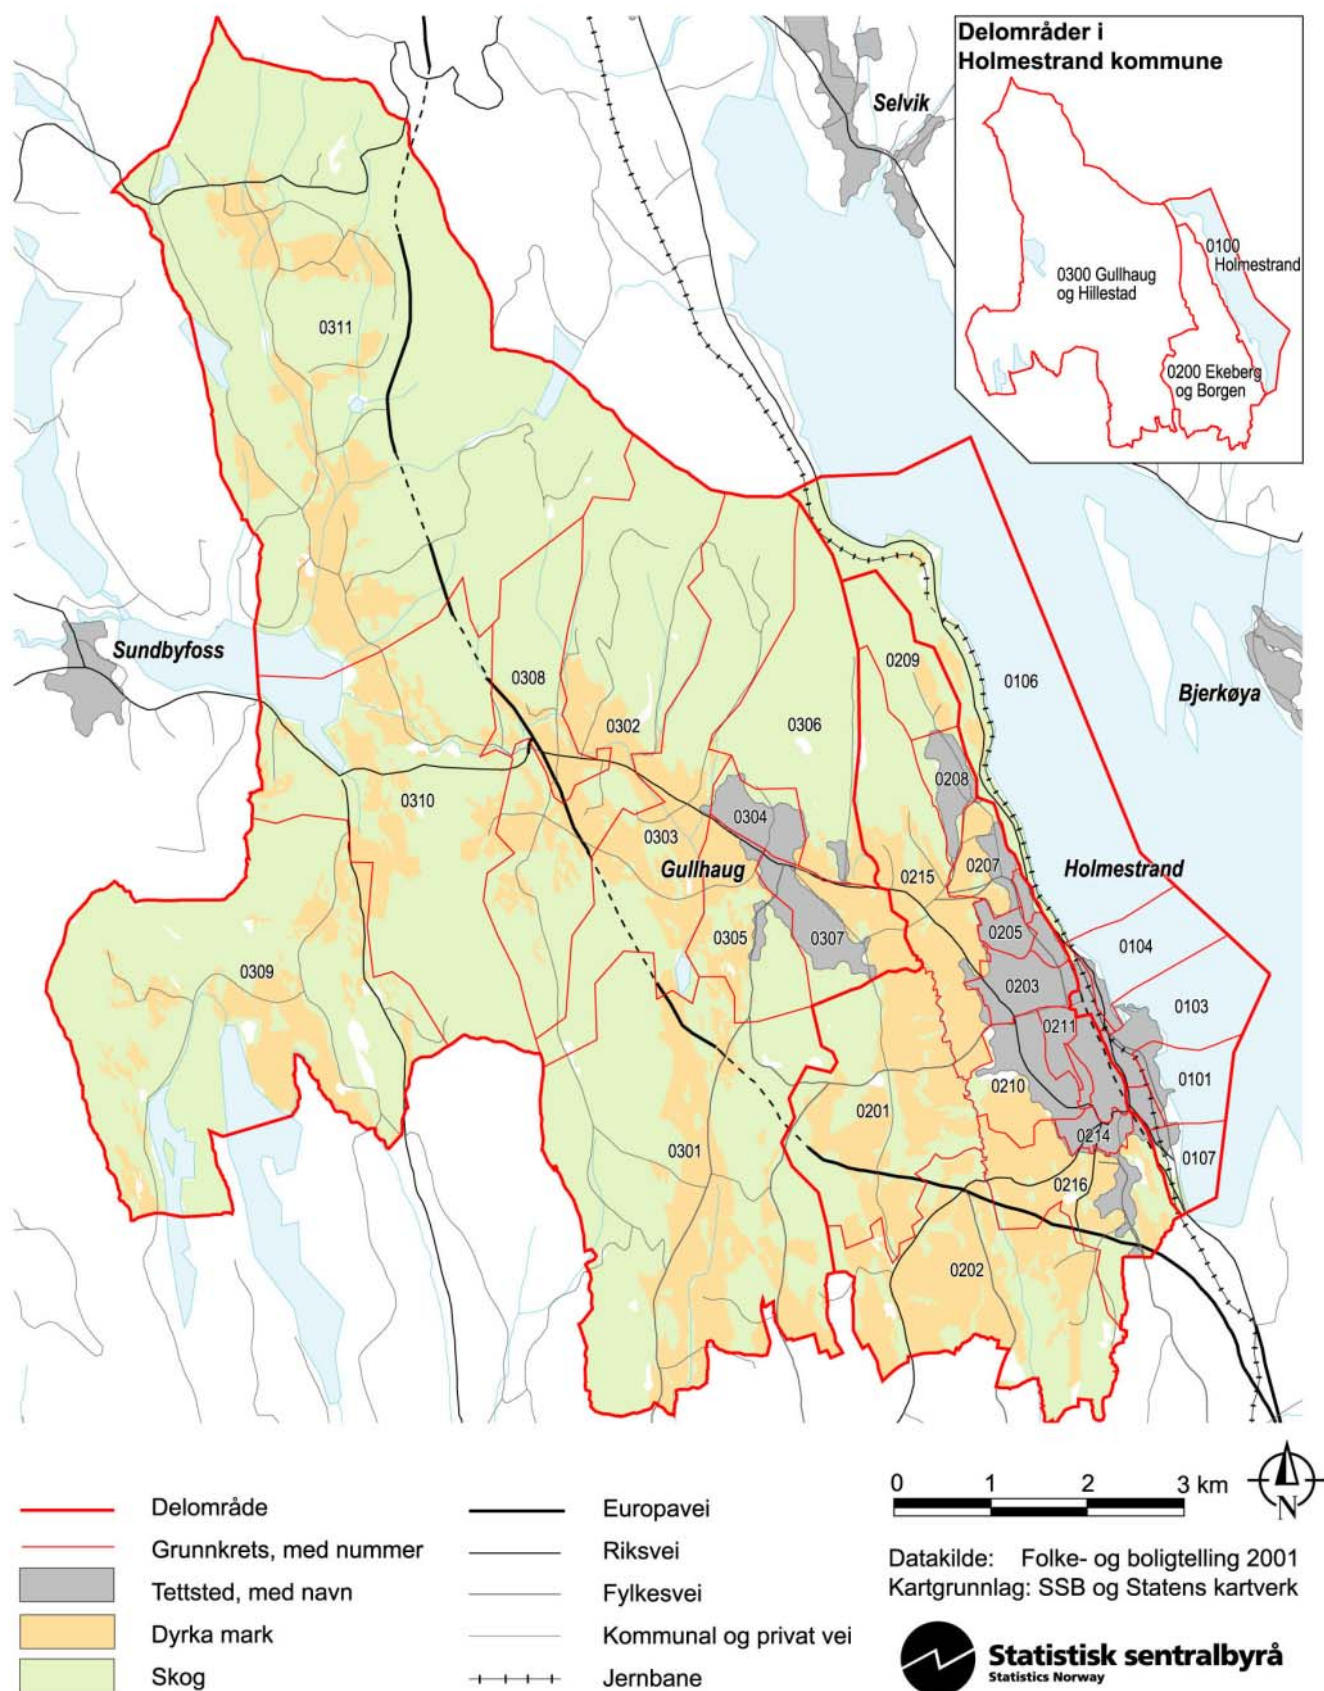 Delområder i
Holmestrand kommune
0100
Holmestrand
0300 Gullhaug
og Hillestad
0200 Ekeberg
og Borgen
Selvik
0311
Sundbyfoss
0308
0302
0306
0209
0106
Bjerkøya
0208
0310
0303
0304
Gullhaug
0215
0207
Holmestrand
0305
0307
0205
0104
0309
0203
0103
0211
0101
0210
0201
0301
0214
0107
0216
0202
Delområde
Grunnkrets, med nummer
Tettsted, med navn
Dyrka mark
Skog
Europavei
Riksvei
Fylkesvei
Kommunal og privat vei
Jernbane
0 1 2 3 km
N
Datakilde: Folke- og boligtelling 2001
Kartgrunnlag: SSB og Statens kartverk
Statistisk sentralbyrå
Statistics Norway